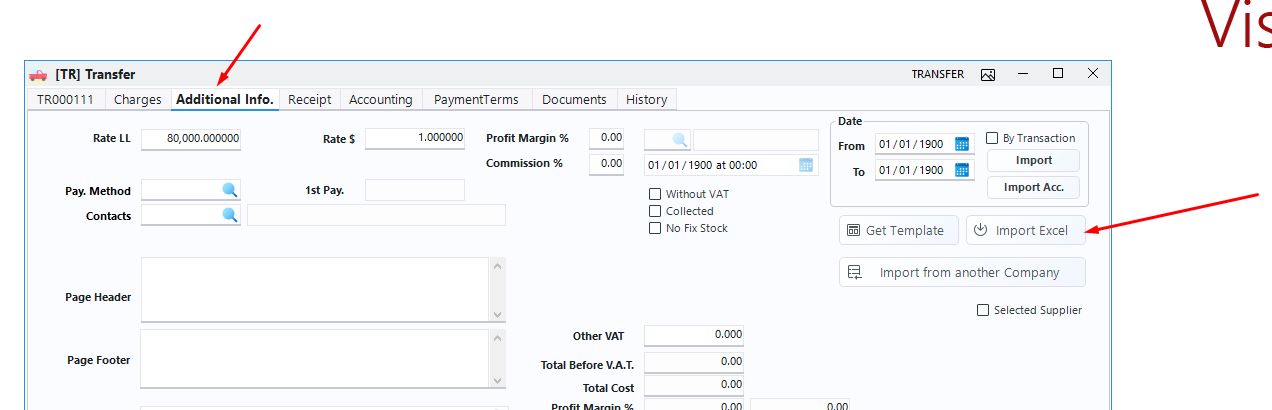 Vis
[TR] Transfer TRANSFER
TR000111 Charges Additional Info. Receipt Accounting PaymentTerms Documents History
Rate LL 80,000.000000 Rate $ 1.000000 Profit Margin % 0.00
Commission % 0.00 01/01/1900 at 00:00
Date
From 01/01/1900 By Transaction
Import
To 01/01/1900
Import Acc.
Pay. Method 1st Pay.
Without VAT
Contacts
Collected
No Fix Stock
Get Template Import Excel
Import from another Company
Page Header
Selected Supplier
Other VAT 0.000
Page Footer
Total Before V.A.T. 0.00
Total Cost 0.00
Profit Margin % 0.00 0.00